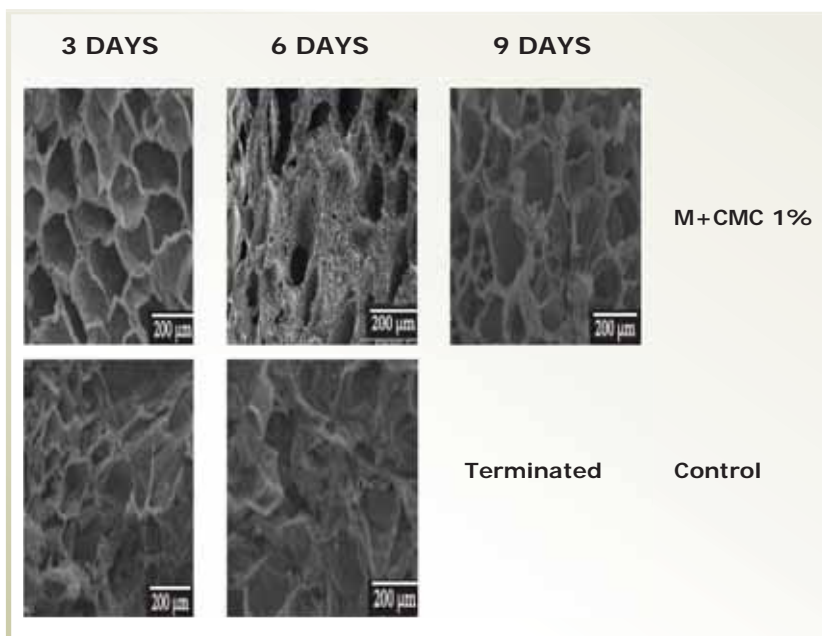 3 DAYS 6 DAYS 9 DAYS
200 µm 200 µm 200 µm
M+CMC 1%
200 µm 200 µm
Terminated Control